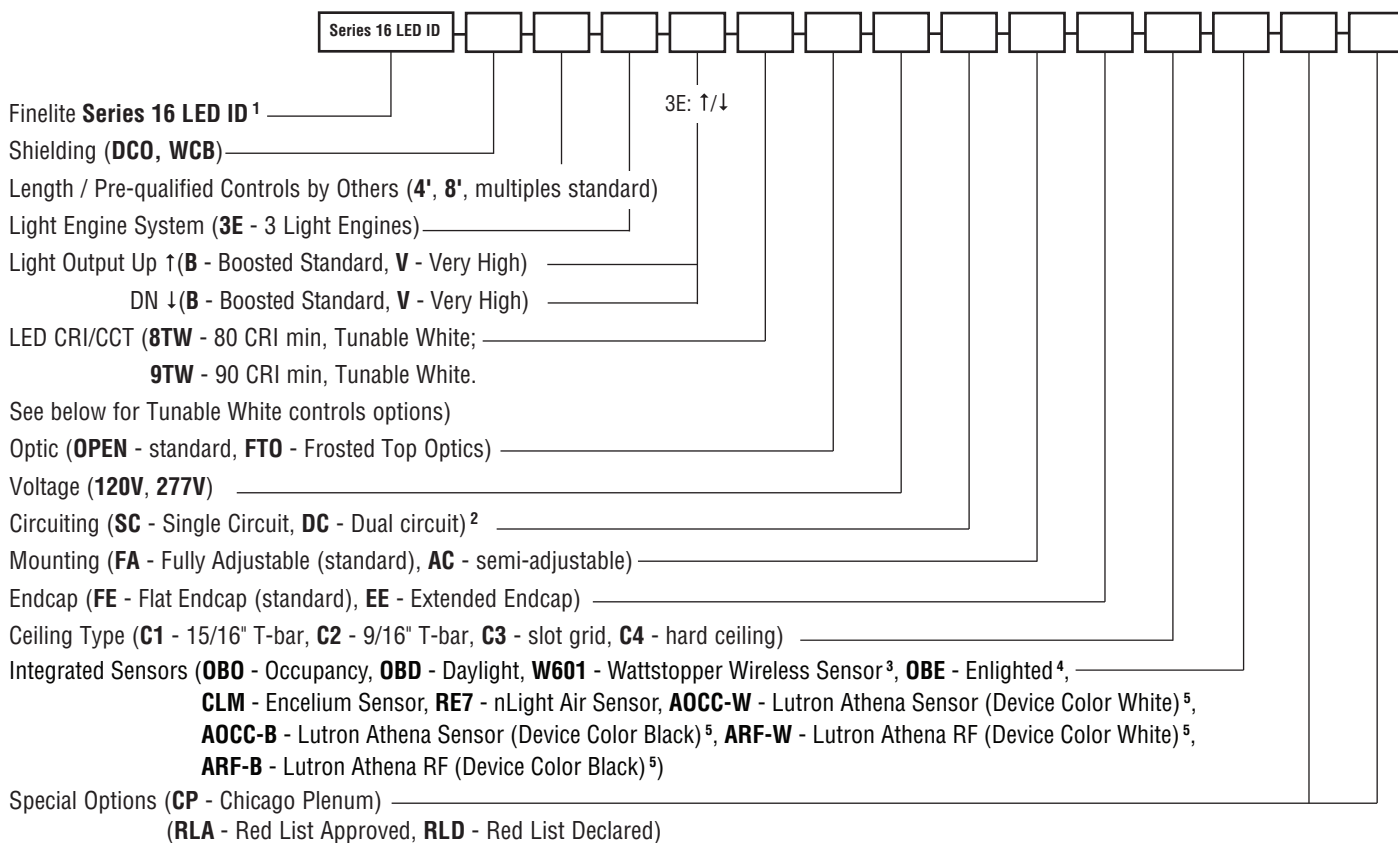 Series 16 LED ID
3E: ↑/↓
Finelite Series 16 LED ID 1
Shielding (DCO, WCB)
Length / Pre-qualified Controls by Others (4', 8', multiples standard)
Light Engine System (3E - 3 Light Engines)
Light Output Up ↑(B - Boosted Standard, V - Very High)
DN ↓(B - Boosted Standard, V - Very High)
LED CRI/CCT (8TW - 80 CRI min, Tunable White;
9TW - 90 CRI min, Tunable White.
See below for Tunable White controls options)
Optic (OPEN - standard, FTO - Frosted Top Optics)
Voltage (120V, 277V)
Circuiting (SC - Single Circuit, DC - Dual circuit) 2
Mounting (FA - Fully Adjustable (standard), AC - semi-adjustable)
Endcap (FE - Flat Endcap (standard), EE - Extended Endcap)
Ceiling Type (C1 - 15/16" T-bar, C2 - 9/16" T-bar, C3 - slot grid, C4 - hard ceiling)
Integrated Sensors (OBO - Occupancy, OBD - Daylight, W601 - Wattstopper Wireless Sensor 3, OBE - Enlighted 4,
CLM - Encelium Sensor, RE7 - nLight Air Sensor, AOCC-W - Lutron Athena Sensor (Device Color White) 5,
AOCC-B - Lutron Athena Sensor (Device Color Black) 5, ARF-W - Lutron Athena RF (Device Color White) 5,
ARF-B - Lutron Athena RF (Device Color Black) 5)
Special Options (CP - Chicago Plenum)
(RLA - Red List Approved, RLD - Red List Declared)